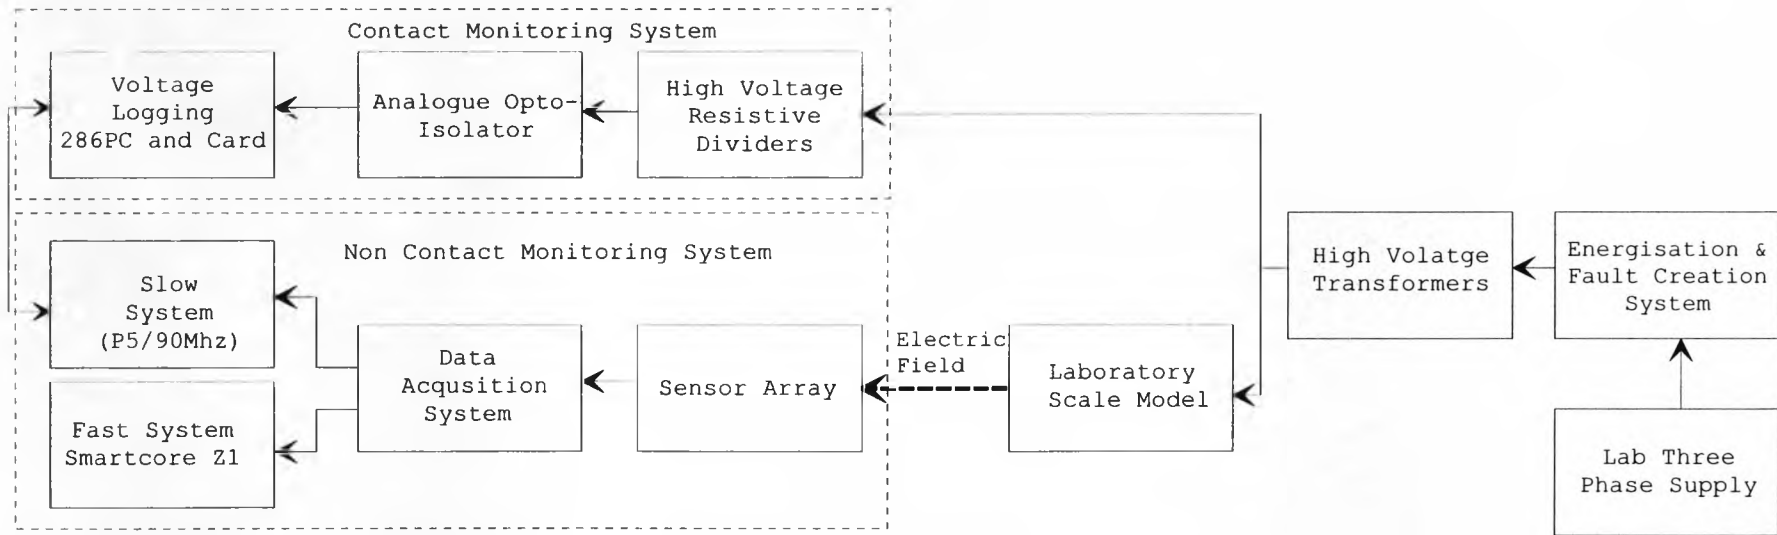 Contact Monitoring System
Voltage
Logging
286PC and Card
Analogue Opto-
Isolator
High Voltage
Resistive
Dividers
Non Contact Monitoring System
Slow
System
(P5/90Mhz)
Fast System
Smartcore Z1
Data
Acqusition
System
Sensor Array
Electric
Field
Laboratory
Scale Model
High Volatge
Transformers
Energisation &
Fault Creation
System
Lab Three
Phase Supply